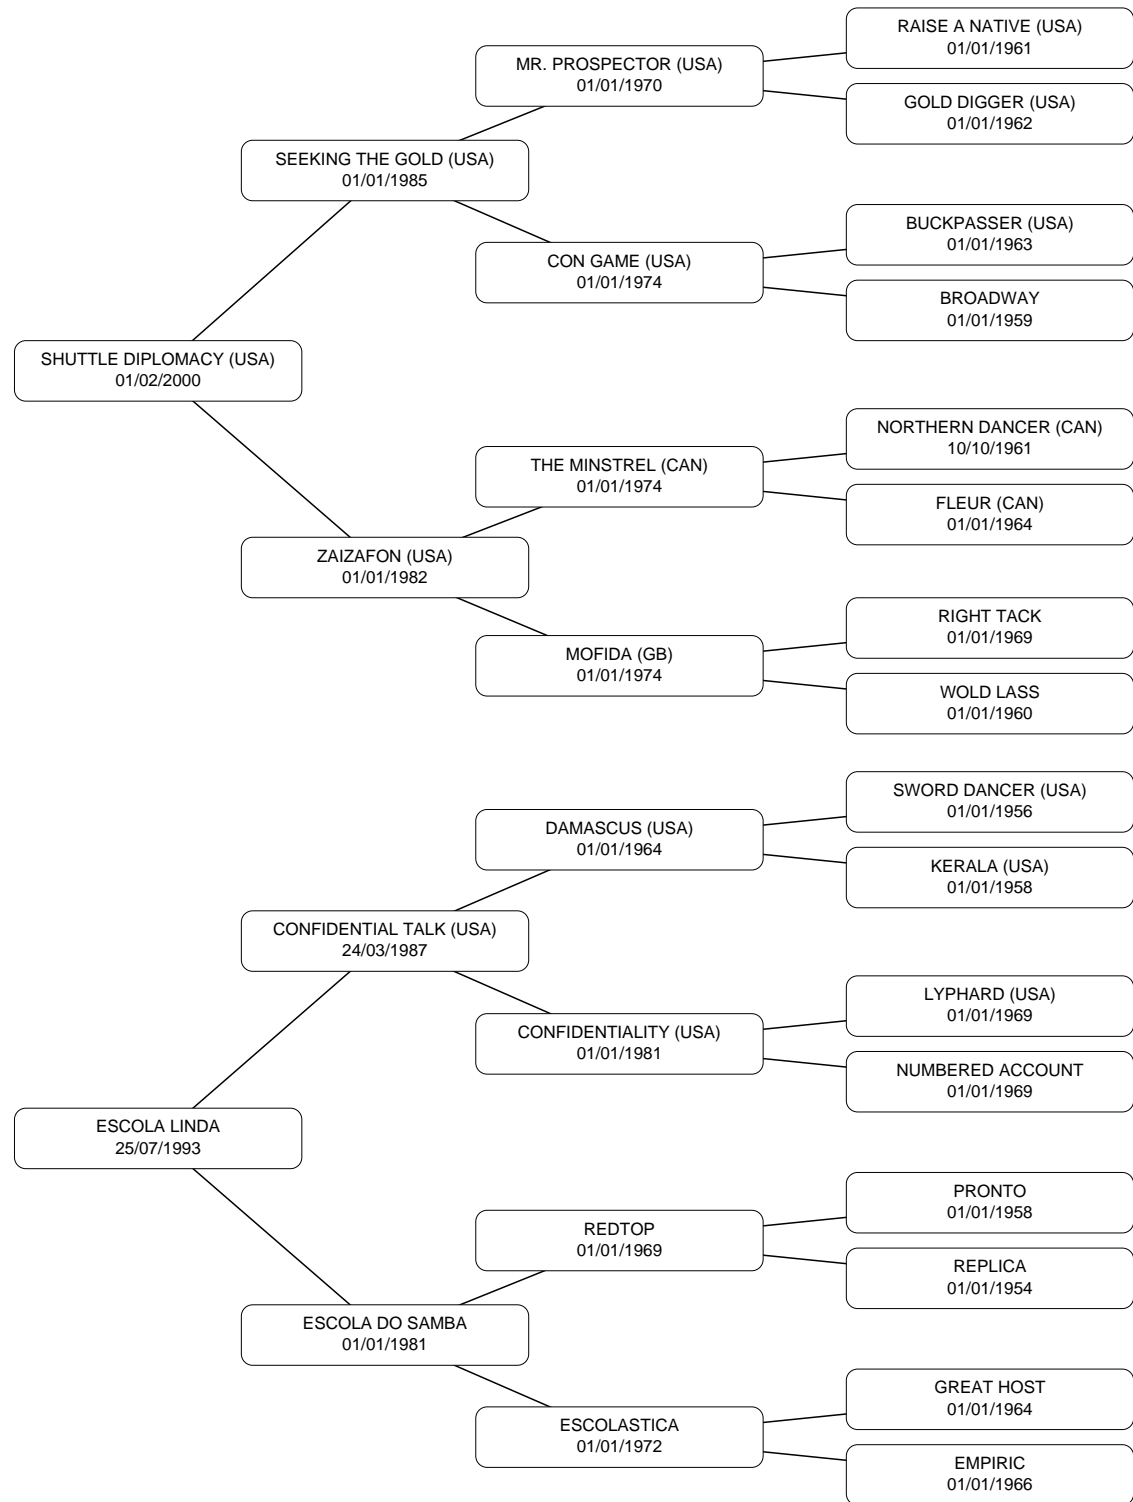 RAISE A NATIVE (USA)
01/01/1961
MR. PROSPECTOR (USA)
01/01/1970
GOLD DIGGER (USA)
01/01/1962
SEEKING THE GOLD (USA)
01/01/1985
BUCKPASSER (USA)
01/01/1963
CON GAME (USA)
01/01/1974
BROADWAY
01/01/1959
SHUTTLE DIPLOMACY (USA)
01/02/2000
NORTHERN DANCER (CAN)
10/10/1961
THE MINSTREL (CAN)
01/01/1974
FLEUR (CAN)
01/01/1964
ZAIZAFON (USA)
01/01/1982
RIGHT TACK
01/01/1969
MOFIDA (GB)
01/01/1974
WOLD LASS
01/01/1960
SWORD DANCER (USA)
01/01/1956
DAMASCUS (USA)
01/01/1964
KERALA (USA)
01/01/1958
CONFIDENTIAL TALK (USA)
24/03/1987
LYPHARD (USA)
01/01/1969
CONFIDENTIALITY (USA)
01/01/1981
NUMBERED ACCOUNT
01/01/1969
ESCOLA LINDA
25/07/1993
PRONTO
01/01/1958
REDTOP
01/01/1969
REPLICA
01/01/1954
ESCOLA DO SAMBA
01/01/1981
GREAT HOST
01/01/1964
ESCOLASTICA
01/01/1972
EMPIRIC
01/01/1966